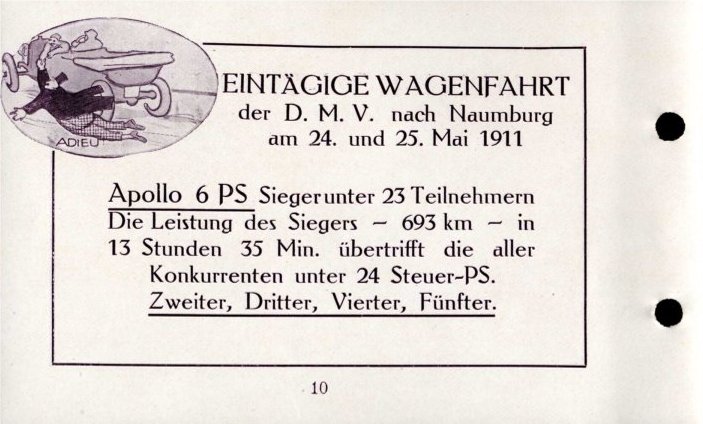 ADIEU
EINTÄGIGE WAGENFAHRT
der D. M. V. nach Naumburg
am 24. und 25. Mai 1911
Apollo 6 PS Sieger unter 23 Teilnehmern
Die Leistung des Siegers – 693 km – in
13 Stunden 35 Min. übertrifft die aller
Konkurrenten unter 24 Steuer-PS.
Zweiter, Dritter, Vierter, Fünfter.
10